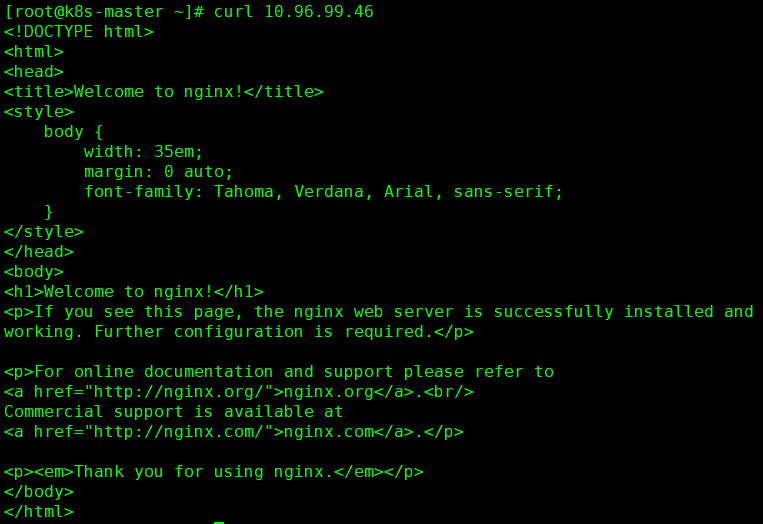 [root@k8s-master ~]# curl 10.96.99.46
<!DOCTYPE html>
<html>
<head>
<title>Welcome to nginx!</title>
<style>
    body {
        width: 35em;
        margin: 0 auto;
        font-family: Tahoma, Verdana, Arial, sans-serif;
    }
</style>
</head>
<body>
<h1>Welcome to nginx!</h1>
<p>If you see this page, the nginx web server is successfully installed and
working. Further configuration is required.</p>

<p>For online documentation and support please refer to
<a href="http://nginx.org/">nginx.org</a>.<br/>
Commercial support is available at
<a href="http://nginx.com/">nginx.com</a>.</p>

<p><em>Thank you for using nginx.</em></p>
</body>
</html>